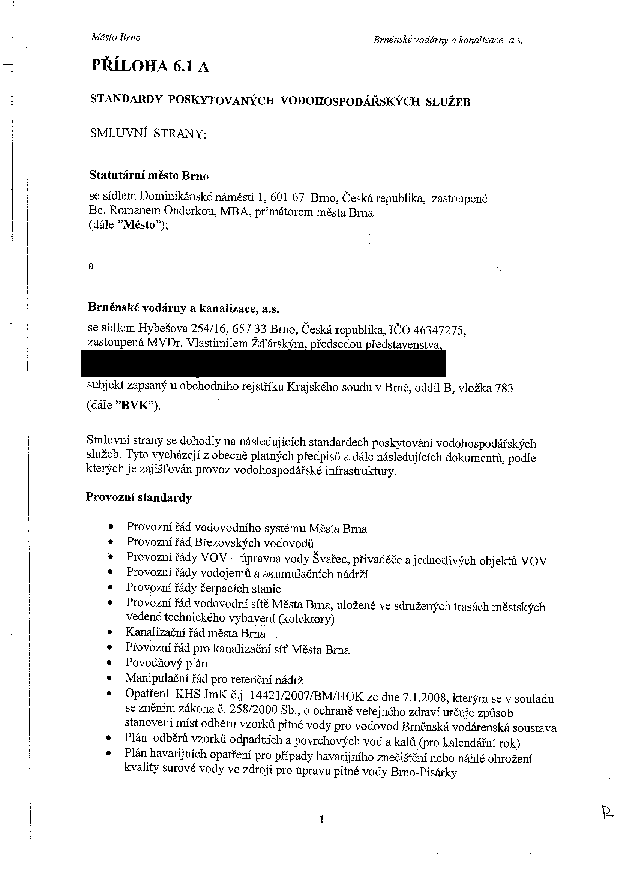 Město Brno
Brněnské vodárny a kanalizace, a.s.
PŘÍLOHA 6.1 A
STANDARDY POSKYTOVANÝCH VODOHOSPODÁŘSKÝCH SLUŽEB
SMLUVNÍ STRANY:
Statutární město Brno
se sídlem Dominikánské náměstí 1, 601 67 Brno, Česká republika, zastoupené
Bc. Romanem Onderkou, MBA, primátorem města Brna
(dále "Město");
a
Brněnské vodárny a kanalizace, a.s.
se sídlem Hybešova 254/16, 657 33 Brno, Česká republika, IČO 46347275,
zastoupená MVDr. Vlastimilem Žďárským, předsedou představenstva,
subjekt zapsaný u obchodního rejstříku Krajského soudu v Brně, oddíl B, vložka 783
(dále "BVK").
Smluvní strany se dohodly na následujících standardech poskytování vodohospodářských
služeb. Tyto vycházejí z obecně platných předpisů a dále následujících dokumentů, podle
kterých je zajišťován provoz vodohospodářské infrastruktury.
Provozní standardy
• Provozní řád vodovodního systému Města Brna
• Provozní řád Březovských vodovodů
• Provozní řády VOV - úpravna vody Švařec, přivaděče a jednotlivých objektů VOV
• Provozní řády vodojemů a akumulačních nádrží
• Provozní řády čerpacích stanic
• Provozní řád vodovodní sítě Města Brna, uložené ve sdružených trasách městských
vedení technického vybavení (kolektory)
• Kanalizační řád města Brna
• Provozní řád pro kanalizační síť Města Brna
• Povodňový plán
• Manipulační řád pro retenční nádrž
• Opatření KHS JmK č.j. 14421/2007/BM/HOK ze dne 7.1.2008, kterým se v souladu
se zněním zákona č. 258/2000 Sb., o ochraně veřejného zdraví určuje způsob
stanovení míst odběru vzorků pitné vody pro vodovod Brněnská vodárenská soustava
• Plán odběrů vzorků odpadních a povrchových vod a kalů (pro kalendářní rok)
• Plán havarijních opatření pro případy havarijního znečištění nebo náhlé ohrožení
kvality surové vody ve zdroji pro úpravu pitné vody Brno-Pisárky
1